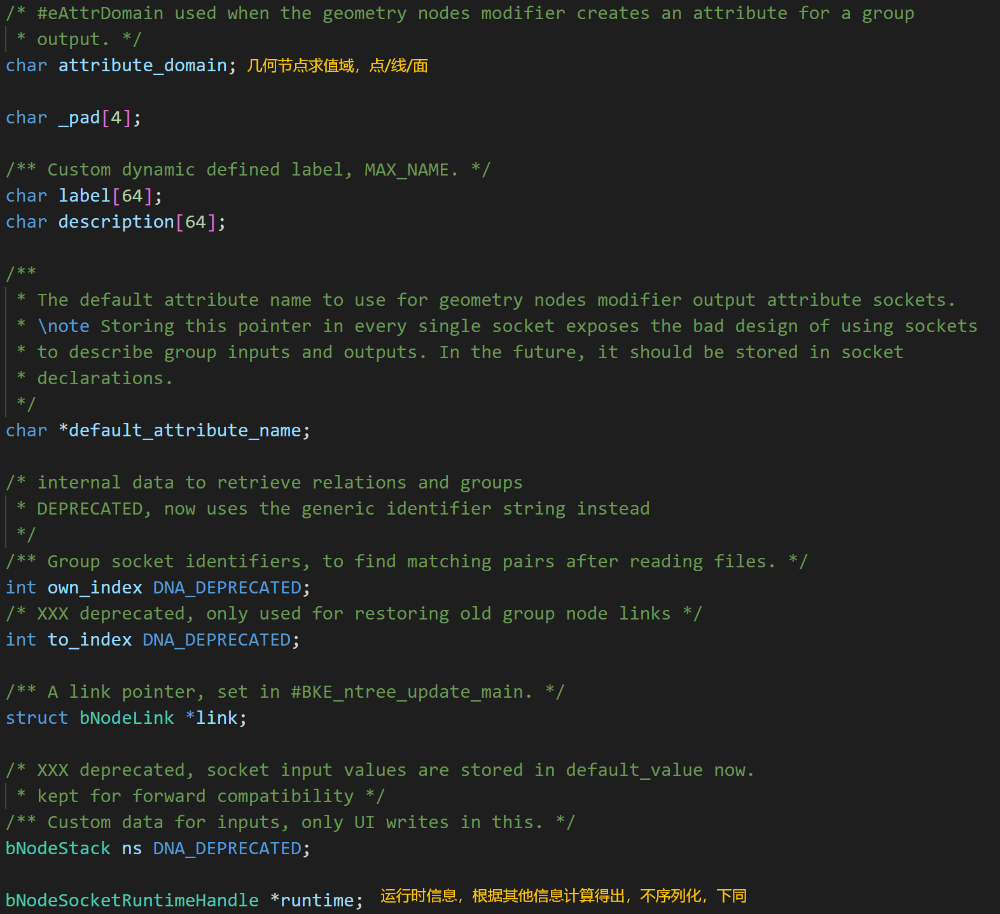 /* #eAttrDomain used when the geometry nodes modifier creates an attribute for a group
 * output. */
char attribute_domain; 几何节点求值域，点/线/面
char _pad[4];
/** Custom dynamic defined label, MAX_NAME. */
char label[64];
char description[64];
/**
 * The default attribute name to use for geometry nodes modifier output attribute sockets.
 * \note Storing this pointer in every single socket exposes the bad design of using sockets
 * to describe group inputs and outputs. In the future, it should be stored in socket
 * declarations.
 */
char *default_attribute_name;
/* internal data to retrieve relations and groups
 * DEPRECATED, now uses the generic identifier string instead
 */
/** Group socket identifiers, to find matching pairs after reading files. */
int own_index DNA_DEPRECATED;
/* XXX deprecated, only used for restoring old group node links */
int to_index DNA_DEPRECATED;
/** A link pointer, set in #BKE_ntree_update_main. */
struct bNodeLink *link;
/* XXX deprecated, socket input values are stored in default_value now.
 * kept for forward compatibility */
/** Custom data for inputs, only UI writes in this. */
bNodeStack ns DNA_DEPRECATED;
bNodeSocketRuntimeHandle *runtime; 运行时信息，根据其他信息计算得出，不序列化，下同